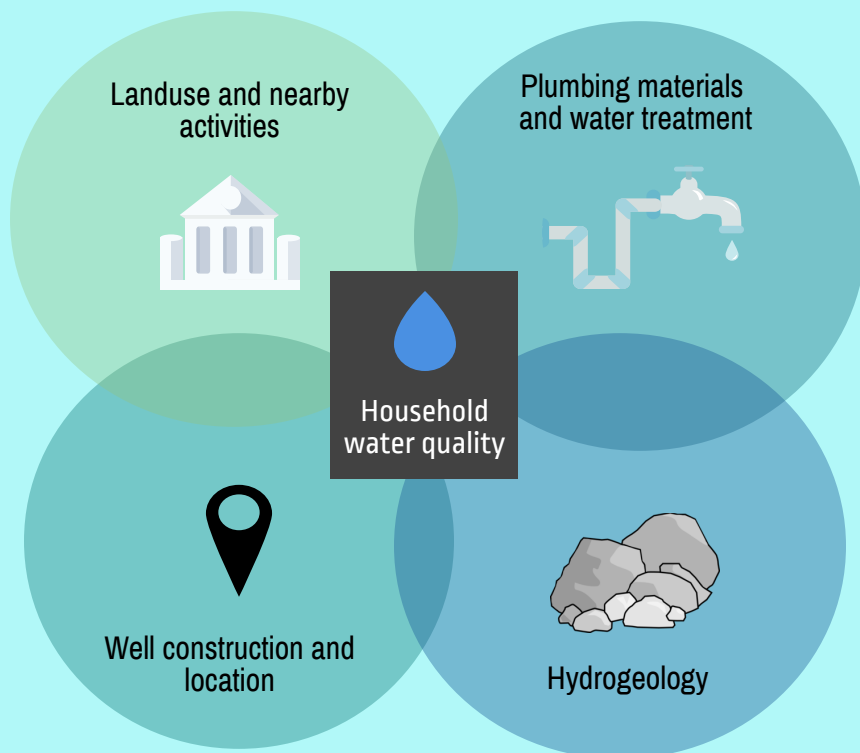 Landuse and nearby
activities
Plumbing materials
and water treatment
Household
water quality
Well construction and
location
Hydrogeology